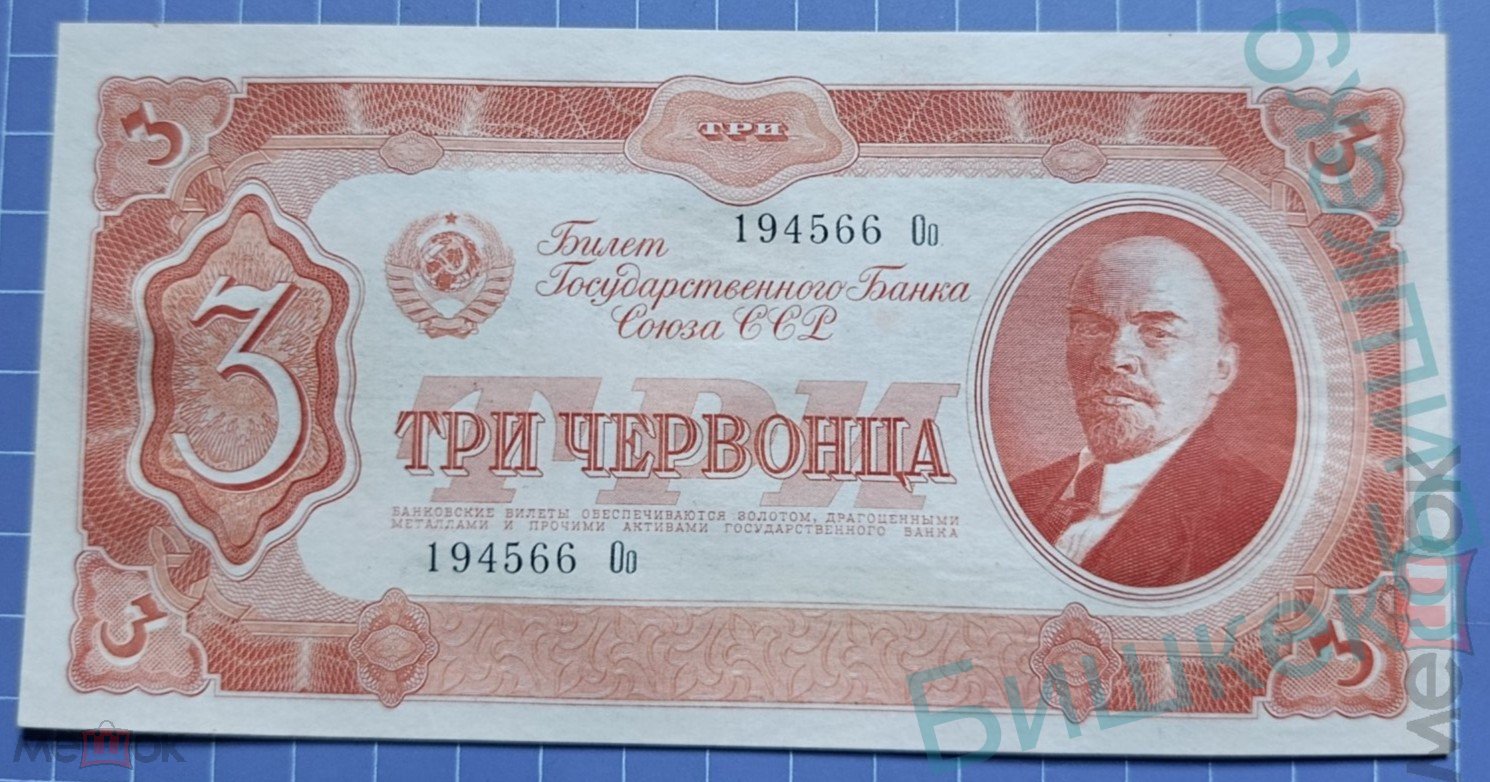 3 ТРИ 3
194566 Оо
Билет
Государственного Банка
Союза ССР
3
ТРИ
ТРИ ЧЕРВОНЦА
БАНКОВСКИЕ БИЛЕТЫ ОБЕСПЕЧИВАЮТСЯ ЗОЛОТОМ, ДРАГОЦЕННЫМИ
МЕТАЛЛАМИ И ПРОЧИМИ АКТИВАМИ ГОСУДАРСТВЕННОГО БАНКА
194566 Оо
3 3
мешок
Бишкек
мешок